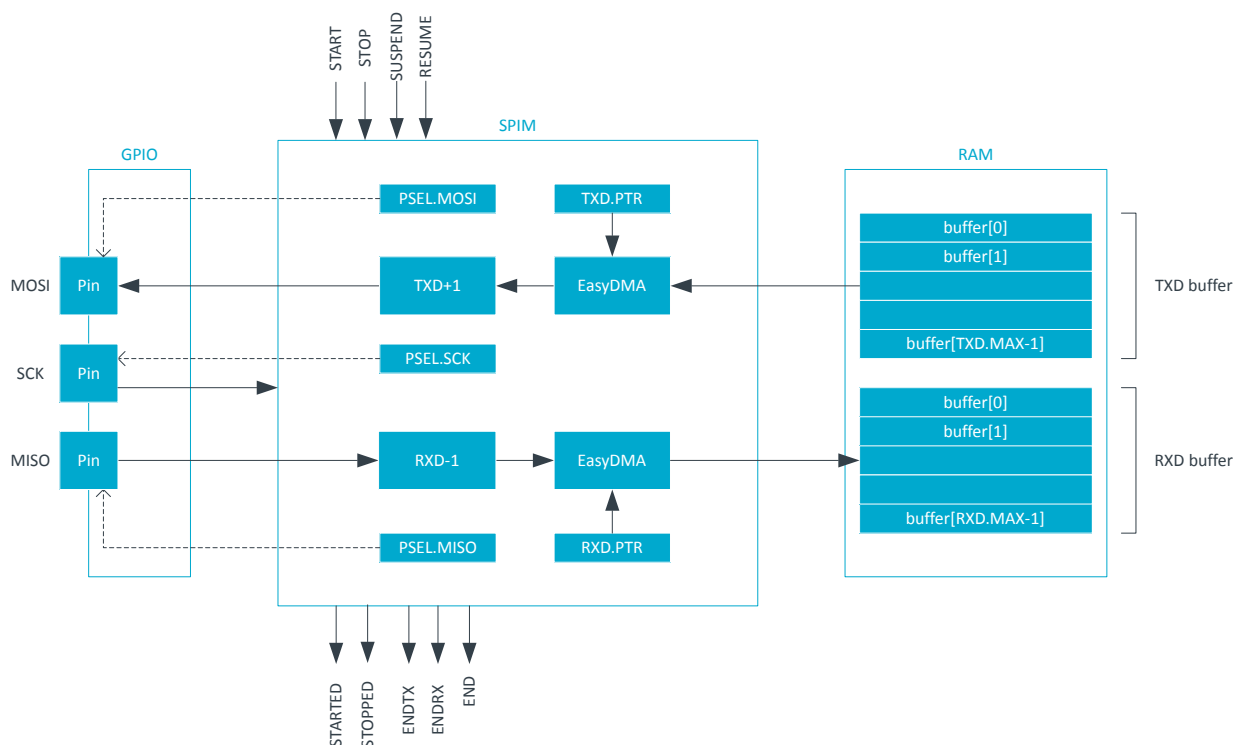 START
STOP
SUSPEND
RESUME
SPIM
GPIO
RAM
PSEL.MOSI
TXD.PTR
buffer[0]
buffer[1]
MOSI
Pin
TXD+1
EasyDMA
TXD buffer
buffer[TXD.MAX-1]
PSEL.SCK
SCK
Pin
buffer[0]
buffer[1]
MISO
Pin
RXD-1
EasyDMA
RXD buffer
buffer[RXD.MAX-1]
PSEL.MISO
RXD.PTR
STARTED
STOPPED
ENDTX
ENDRX
END